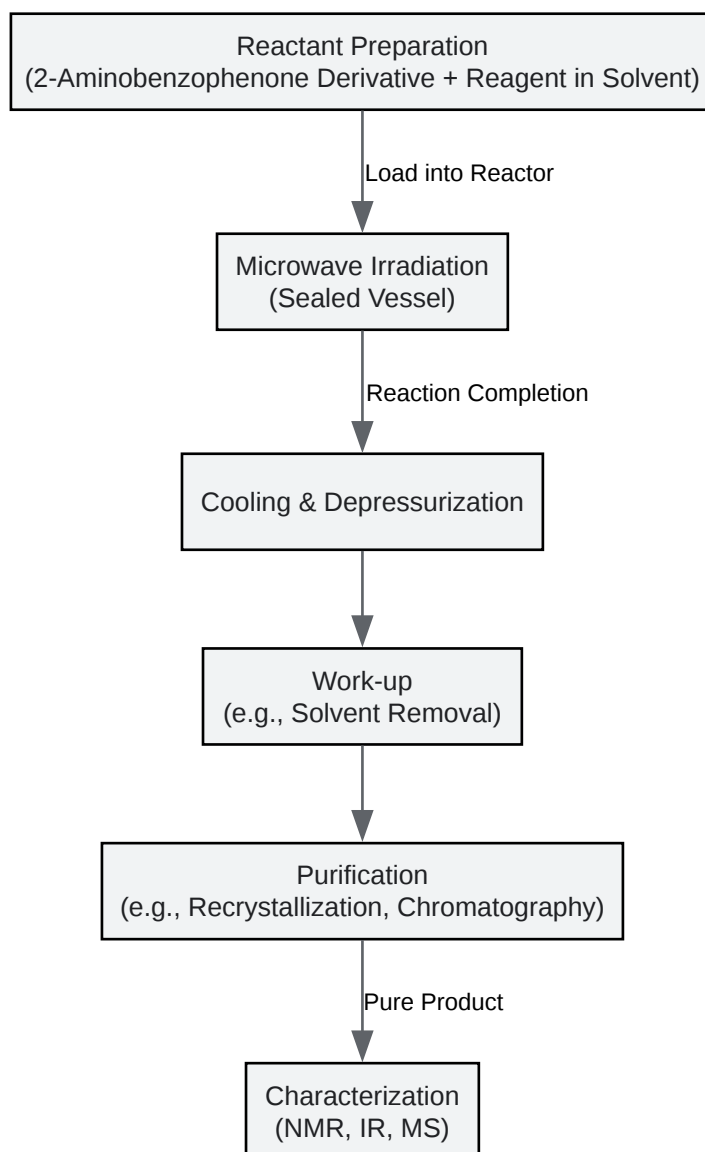 Reactant Preparation
(2-Aminobenzophenone Derivative + Reagent in Solvent)
Load into Reactor
Microwave Irradiation
(Sealed Vessel)
Reaction Completion
Cooling & Depressurization
Work-up
(e.g., Solvent Removal)
Purification
(e.g., Recrystallization, Chromatography)
Pure Product
Characterization
(NMR, IR, MS)